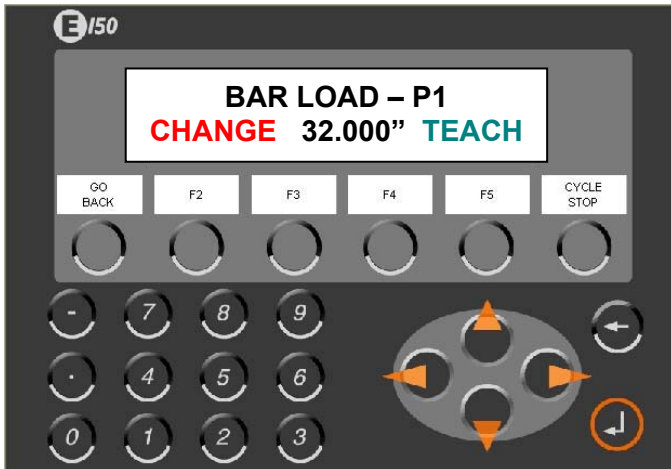 E150
BAR LOAD – P1
CHANGE 32.000” TEACH
GO
BACK
F2
F3
F4
F5
CYCLE
STOP
- 7 8 9
. 4 5 6
0 1 2 3